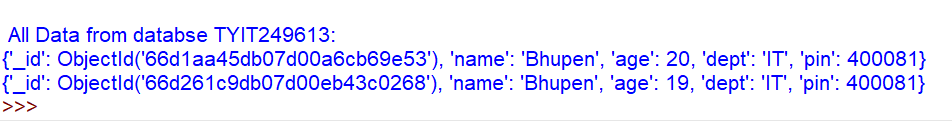 All Data from databse TYIT249613:
{'_id': ObjectId('66d1aa45db07d00a6cb69e53'), 'name': 'Bhupen', 'age': 20, 'dept': 'IT', 'pin': 400081}
{'_id': ObjectId('66d261c9db07d00eb43c0268'), 'name': 'Bhupen', 'age': 19, 'dept': 'IT', 'pin': 400081}
>>>